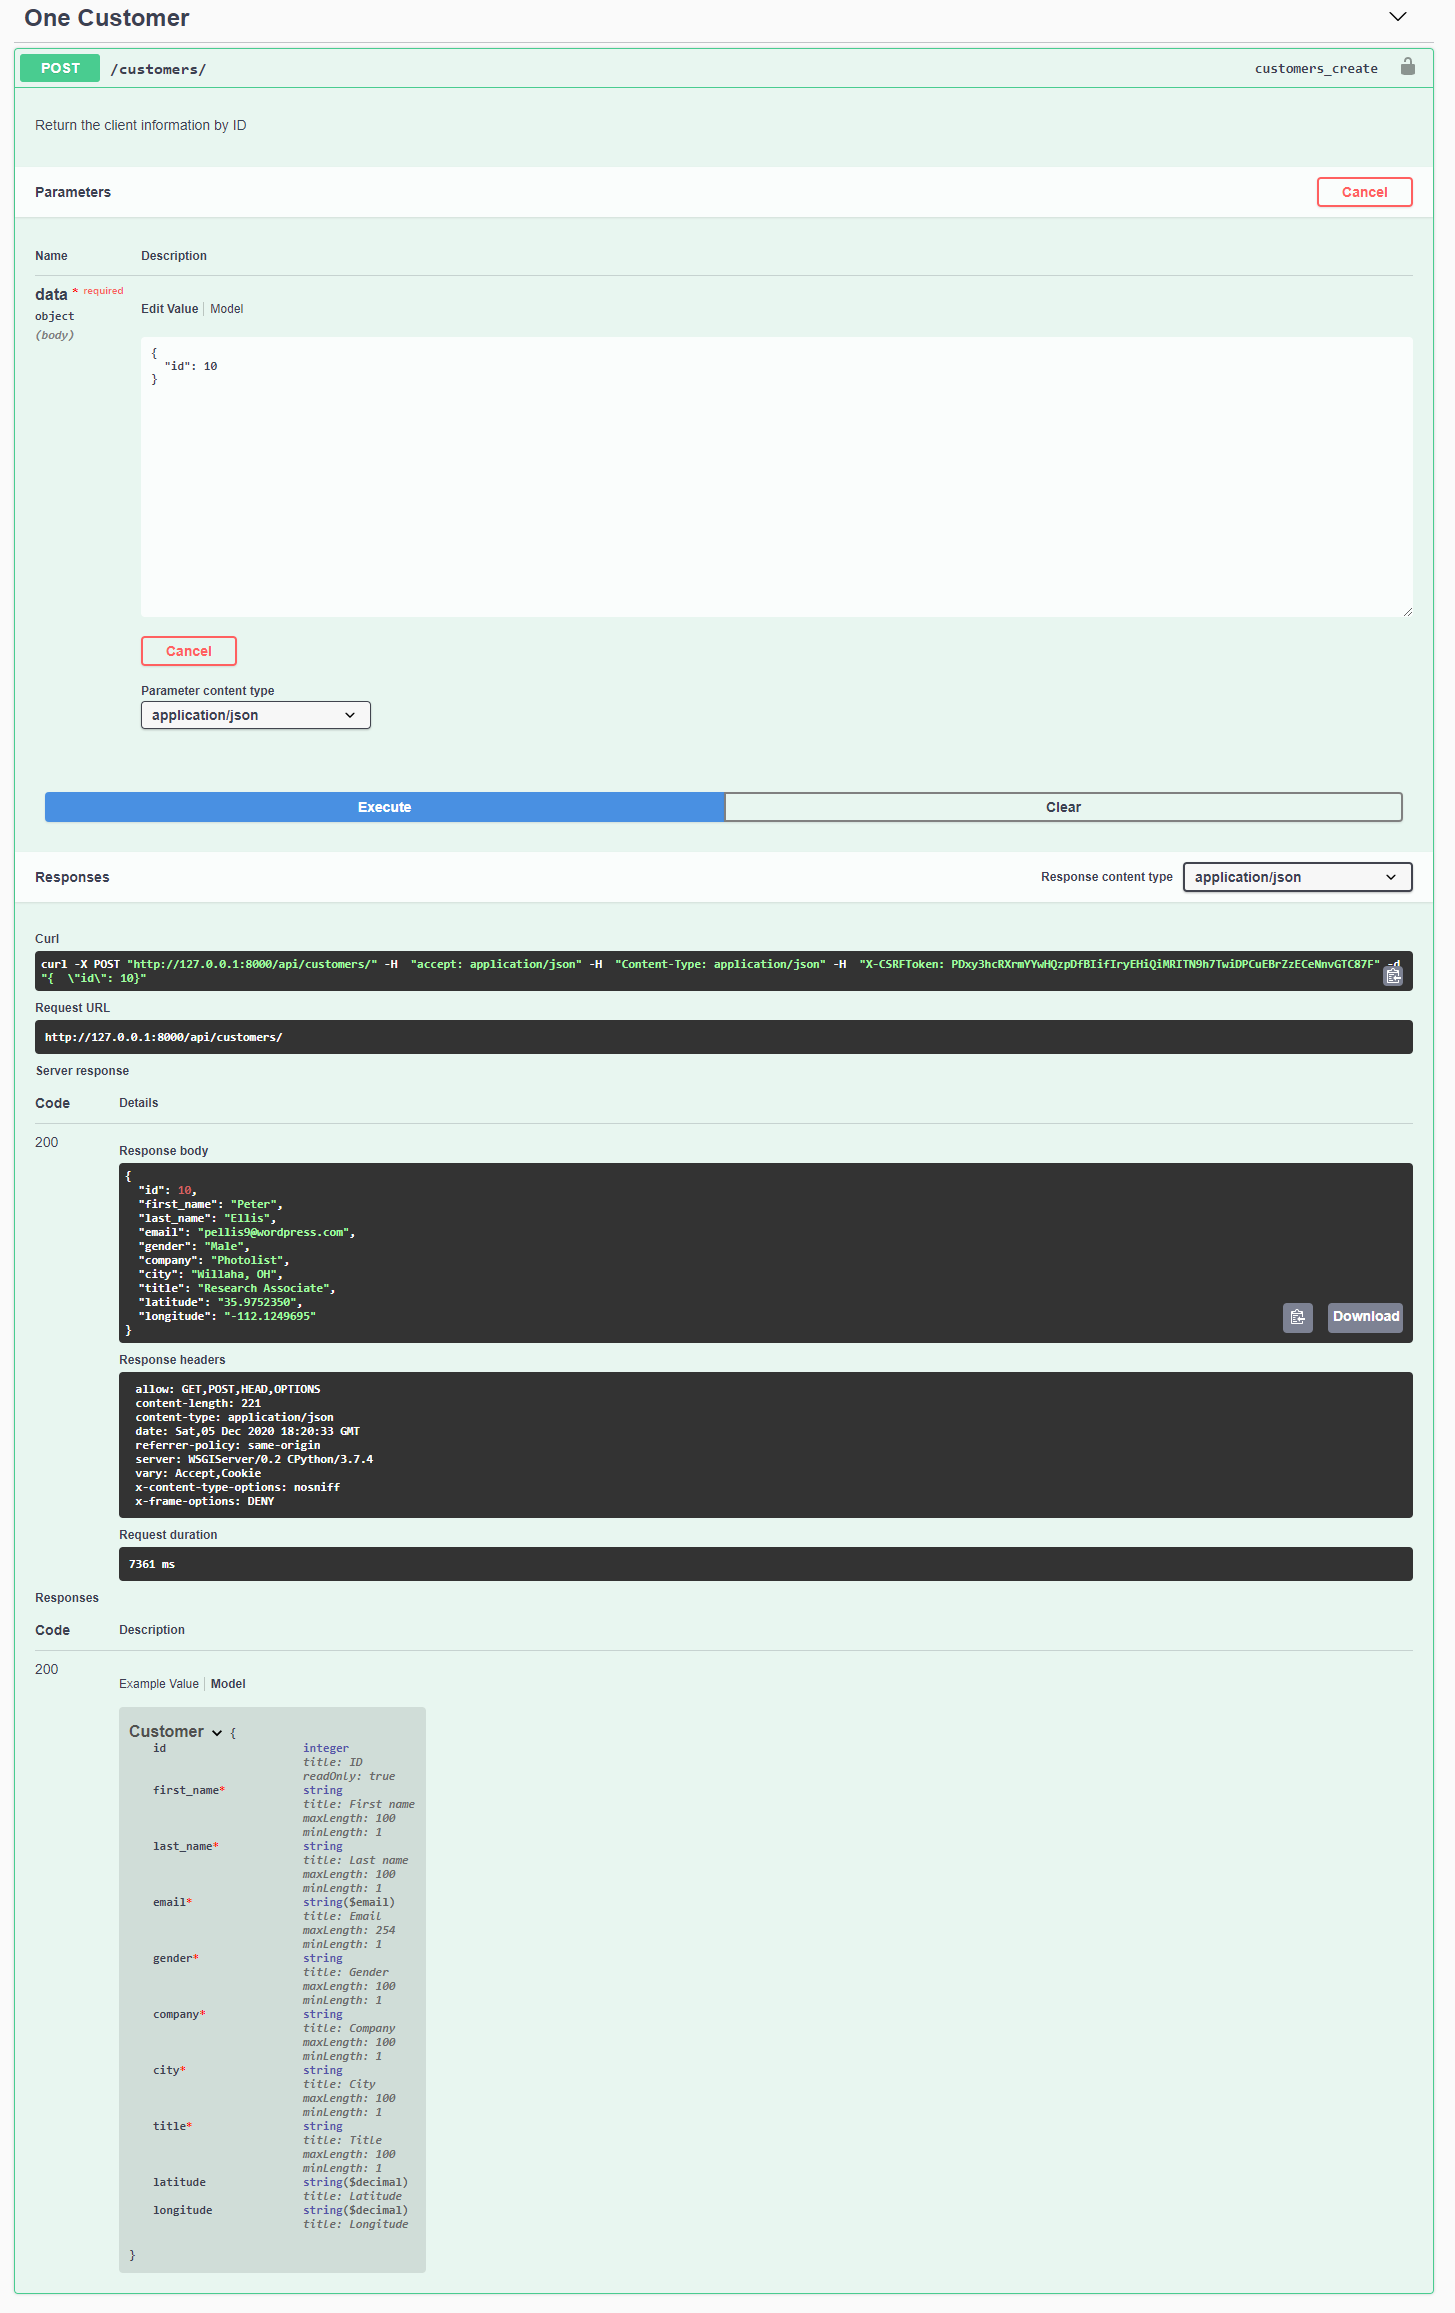 One Customer
POST /customers/ customers_create
Return the client information by ID
Parameters Cancel
Name Description
data * required
object
(body)
Edit Value Model
{
"id": 10
}
Cancel
Parameter content type
application/json
Execute Clear
Responses Response content type application/json
Curl
curl -X POST "http://127.0.0.1:8000/api/customers/" -H  "accept: application/json" -H  "Content-Type: application/json" -H  "X-CSRFToken: PDxy3hcRXrmYYwHQzpDfBIifIryEHiQiMRITN9h7TwiDPCuEBrZzECeNnvGTC87F" -d
"{  \"id\": 10}"
Request URL
http://127.0.0.1:8000/api/customers/
Server response
Code Details
200
Response body
{
"id": 10,
"first_name": "Peter",
"last_name": "Ellis",
"email": "pellis9@wordpress.com",
"gender": "Male",
"company": "Photolist",
"city": "Willaha, OH",
"title": "Research Associate",
"latitude": "35.9752350",
"longitude": "-112.1249695"
}
Download
Response headers
allow: GET,POST,HEAD,OPTIONS
content-length: 221
content-type: application/json
date: Sat,05 Dec 2020 18:20:33 GMT
referrer-policy: same-origin
server: WSGIServer/0.2 CPython/3.7.4
vary: Accept,Cookie
x-content-type-options: nosniff
x-frame-options: DENY
Request duration
7361 ms
Responses
Code Description
200
Example Value Model
Customer {
id integer
title: ID
readOnly: true
first_name* string
title: First name
maxLength: 100
minLength: 1
last_name* string
title: Last name
maxLength: 100
minLength: 1
email* string($email)
title: Email
maxLength: 254
minLength: 1
gender* string
title: Gender
maxLength: 100
minLength: 1
company* string
title: Company
maxLength: 100
minLength: 1
city* string
title: City
maxLength: 100
minLength: 1
title* string
title: Title
maxLength: 100
minLength: 1
latitude string($decimal)
title: Latitude
longitude string($decimal)
title: Longitude
}